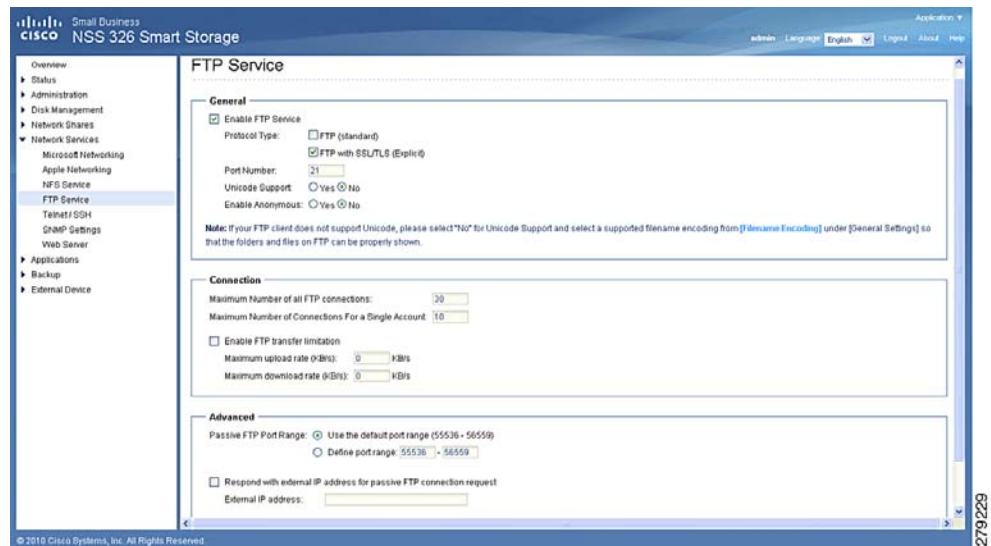 Small Business
CISCO NSS 326 Smart Storage
Application
admin Language English Logout About Help
Overview
Status
Administration
Disk Management
Network Shares
Network Services
Microsoft Networking
Apple Networking
NFS Service
FTP Service
Telnet / SSH
SNMP Settings
Web Server
Applications
Backup
External Device
FTP Service
General
Enable FTP Service
Protocol Type: FTP (standard)
FTP with SSL/TLS (Explicit)
Port Number: 21
Unicode Support: Yes No
Enable Anonymous: Yes No
Note: If your FTP client does not support Unicode, please select "No" for Unicode Support and select a supported filename encoding from [Filename Encoding] under [General Settings] so
that the folders and files on FTP can be properly shown.
Connection
Maximum Number of all FTP connections: 30
Maximum Number of Connections For a Single Account: 10
Enable FTP transfer limitation
Maximum upload rate (KB/s): 0 KB/s
Maximum download rate (KB/s): 0 KB/s
Advanced
Passive FTP Port Range: Use the default port range (55536 - 56559)
Define port range: 55536 - 56559
Respond with external IP address for passive FTP connection request
External IP address:
© 2010 Cisco Systems, Inc. All Rights Reserved.
279229